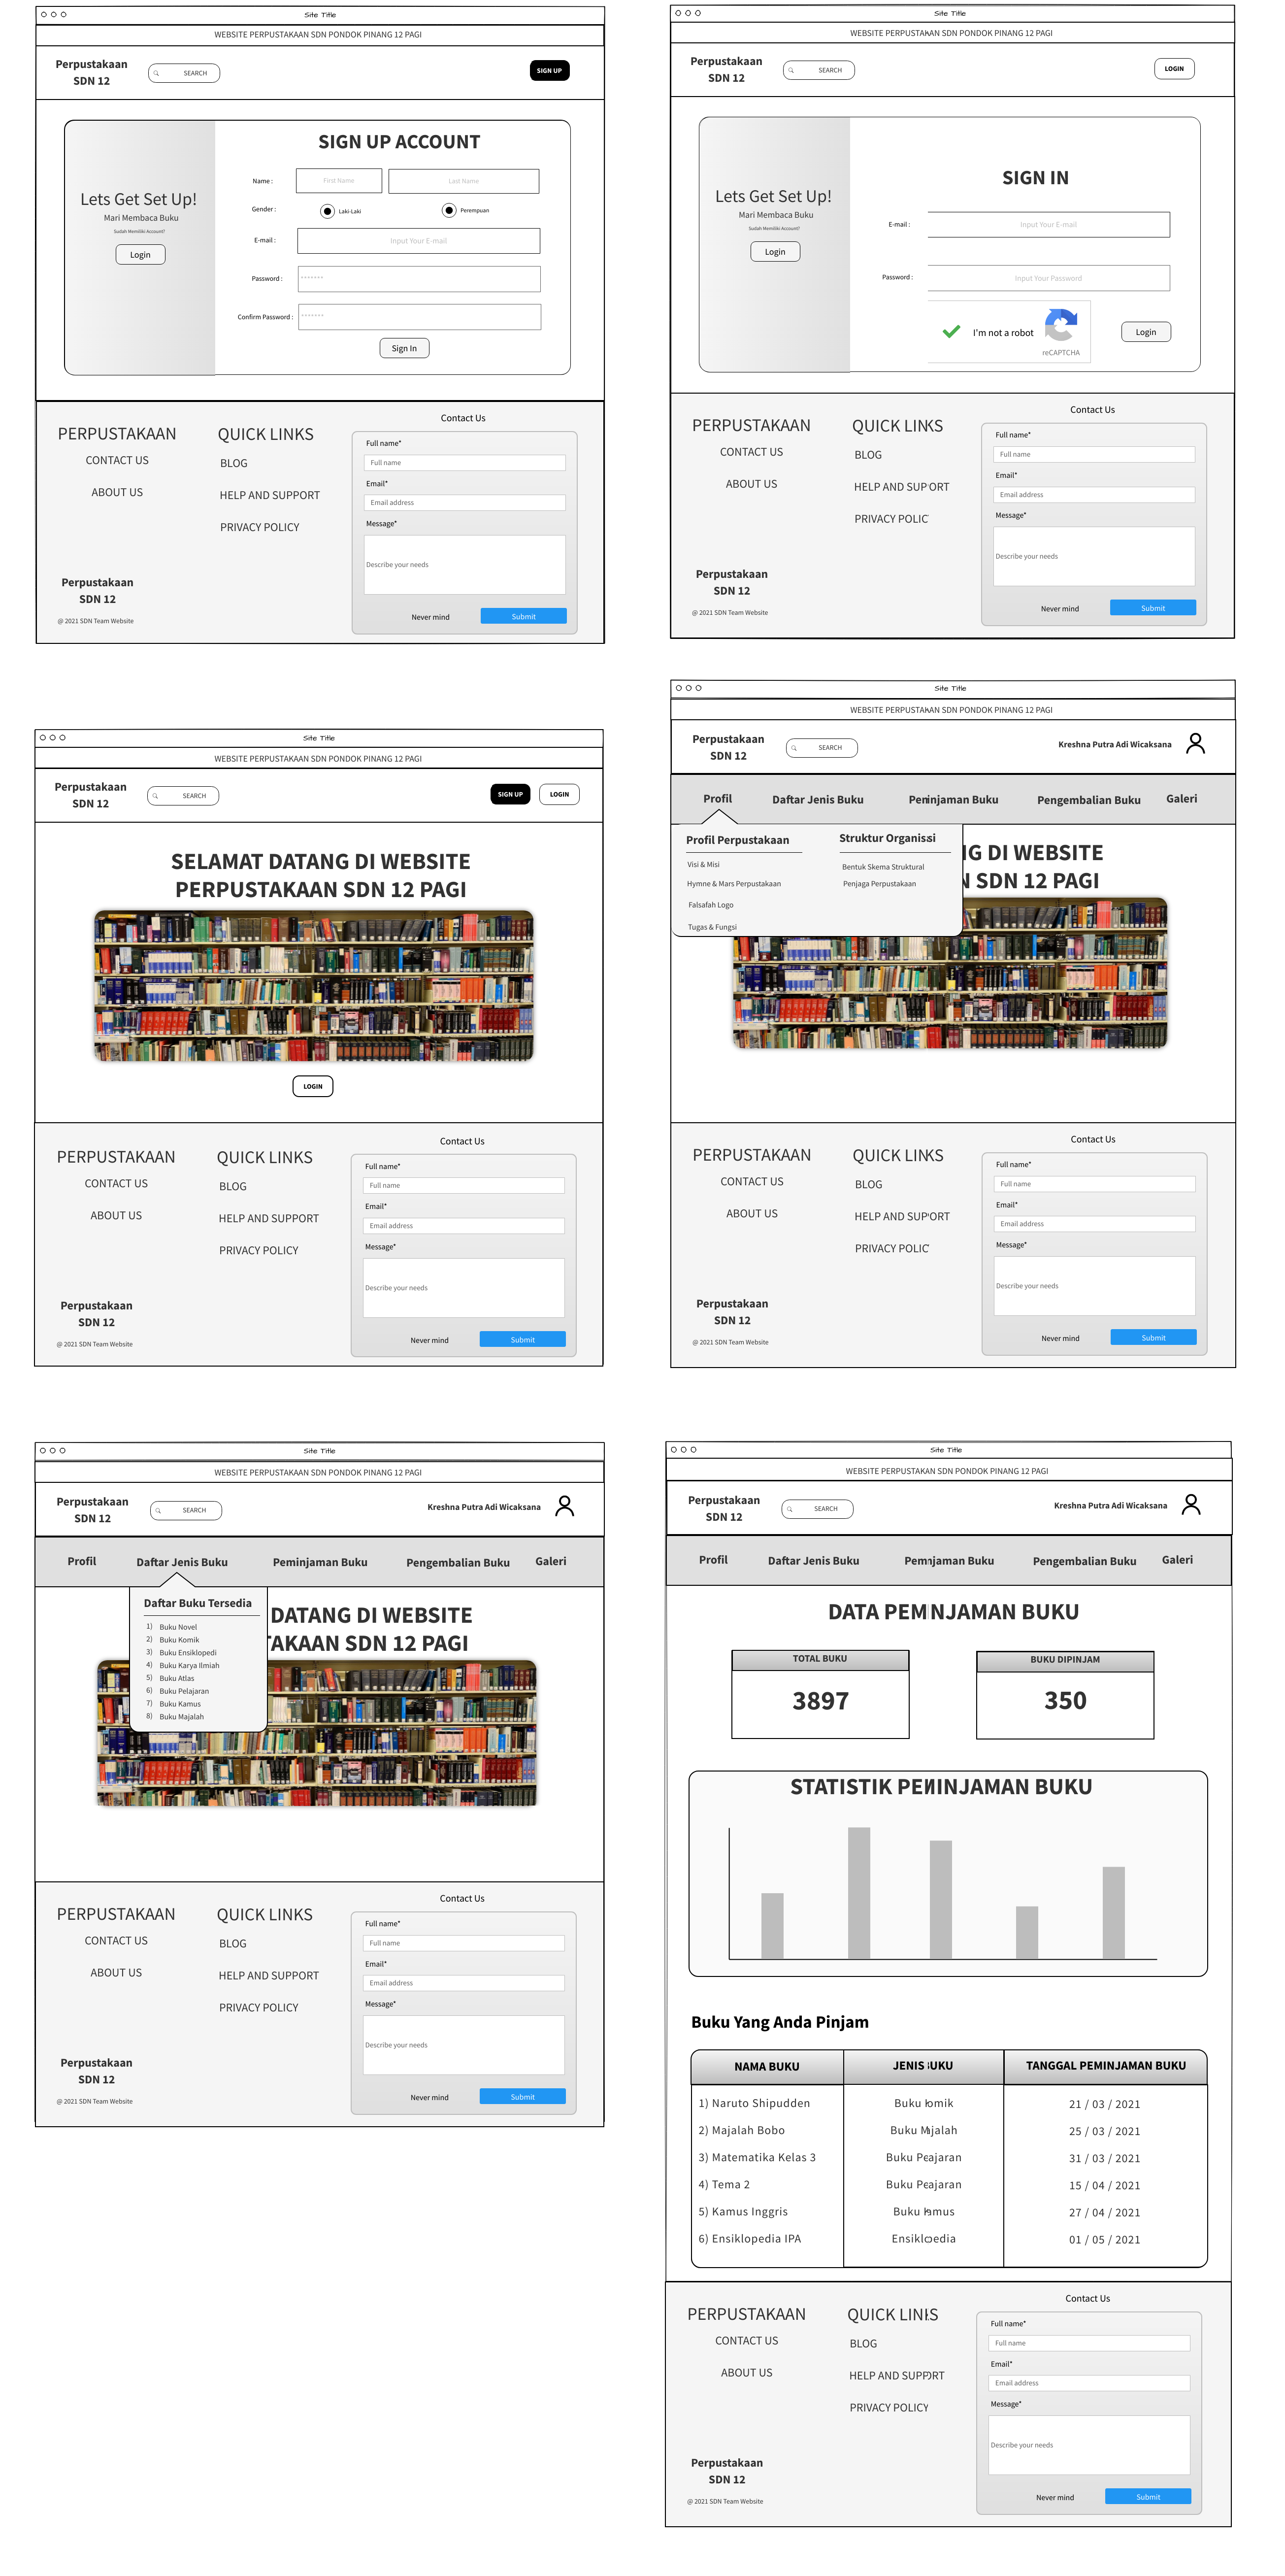 Site Title
WEBSITE PERPUSTAKAAN SDN PONDOK PINANG 12 PAGI
Perpustakaan
SDN 12
SEARCH
SIGN UP
SIGN UP ACCOUNT
Lets Get Set Up!
Mari Membaca Buku
Sudah Memiliki Account?
Login
Name : First Name Last Name
Gender : Laki-Laki Perempuan
E-mail : Input Your E-mail
Password : *******
Confirm Password : *******
Sign In
PERPUSTAKAAN
CONTACT US
ABOUT US
QUICK LINKS
BLOG
HELP AND SUPPORT
PRIVACY POLICY
Perpustakaan
SDN 12
@ 2021 SDN Team Website
Contact Us
Full name*
Full name
Email*
Email address
Message*
Describe your needs
Never mind Submit
Site Title
WEBSITE PERPUSTAKAN SDN PONDOK PINANG 12 PAGI
Perpustakaan
SDN 12
SEARCH
LOGIN
Lets Get Set Up!
Mari Membaca Buku
Sudah Memiliki Account?
Login
SIGN IN
E-mail : Input Your E-mail
Password : Input Your Password
I'm not a robot
reCAPTCHA
Login
PERPUSTAKAAN
CONTACT US
ABOUT US
QUICK LINKS
BLOG
HELP AND SUPORT
PRIVACY POLIC
Perpustakaan
SDN 12
@ 2021 SDN Team Website
Contact Us
Full name*
Full name
Email*
Email address
Message*
Describe your needs
Never mind Submit
Site Title
WEBSITE PERPUSTAKAAN SDN PONDOK PINANG 12 PAGI
Perpustakaan
SDN 12
SEARCH
SIGN UP LOGIN
SELAMAT DATANG DI WEBSITE
PERPUSTAKAAN SDN 12 PAGI
LOGIN
PERPUSTAKAAN
CONTACT US
ABOUT US
QUICK LINKS
BLOG
HELP AND SUPPORT
PRIVACY POLICY
Perpustakaan
SDN 12
@ 2021 SDN Team Website
Contact Us
Full name*
Full name
Email*
Email address
Message*
Describe your needs
Never mind Submit
Site Title
WEBSITE PERPUSTAKAN SDN PONDOK PINANG 12 PAGI
Perpustakaan
SDN 12
SEARCH
Kreshna Putra Adi Wicaksana
Profil Daftar Jenis Buku Peninjaman Buku Pengembalian Buku Galeri
Profil Perpustakaan
Visi & Misi
Hymne & Mars Perpustakaan
Falsafah Logo
Tugas & Fungsi
Struktur Organissi
Bentuk Skema Struktural
Penjaga Perpustakaan
NG DI WEBSITE
N SDN 12 PAGI
PERPUSTAKAAN
CONTACT US
ABOUT US
QUICK LINKS
BLOG
HELP AND SUPORT
PRIVACY POLIC
Perpustakaan
SDN 12
@ 2021 SDN Team Website
Contact Us
Full name*
Full name
Email*
Email address
Message*
Describe your needs
Never mind Submit
Site Title
WEBSITE PERPUSTAKAAN SDN PONDOK PINANG 12 PAGI
Perpustakaan
SDN 12
SEARCH
Kreshna Putra Adi Wicaksana
Profil Daftar Jenis Buku Peminjaman Buku Pengembalian Buku Galeri
Daftar Buku Tersedia
1) Buku Novel
2) Buku Komik
3) Buku Ensiklopedi
4) Buku Karya Ilmiah
5) Buku Atlas
6) Buku Pelajaran
7) Buku Kamus
8) Buku Majalah
DATANG DI WEBSITE
TAKAAN SDN 12 PAGI
PERPUSTAKAAN
CONTACT US
ABOUT US
QUICK LINKS
BLOG
HELP AND SUPPORT
PRIVACY POLICY
Perpustakaan
SDN 12
@ 2021 SDN Team Website
Contact Us
Full name*
Full name
Email*
Email address
Message*
Describe your needs
Never mind Submit
Site Title
WEBSITE PERPUSTAKAN SDN PONDOK PINANG 12 PAGI
Perpustakaan
SDN 12
SEARCH
Kreshna Putra Adi Wicaksana
Profil Daftar Jenis Buku Pemnjaman Buku Pengembalian Buku Galeri
DATA PEMNJAMAN BUKU
TOTAL BUKU
3897
BUKU DIPINJAM
350
STATISTIK PEMINJAMAN BUKU
Buku Yang Anda Pinjam
NAMA BUKU JENIS BUKU TANGGAL PEMINJAMAN BUKU
1) Naruto Shipudden Buku Komik 21 / 03 / 2021
2) Majalah Bobo Buku Majalah 25 / 03 / 2021
3) Matematika Kelas 3 Buku Peajaran 31 / 03 / 2021
4) Tema 2 Buku Peajaran 15 / 04 / 2021
5) Kamus Inggris Buku Kamus 27 / 04 / 2021
6) Ensiklopedia IPA Ensiklopedia 01 / 05 / 2021
PERPUSTAKAAN
CONTACT US
ABOUT US
QUICK LINKS
BLOG
HELP AND SUPPORT
PRIVACY POLICY
Perpustakaan
SDN 12
@ 2021 SDN Team Website
Contact Us
Full name*
Full name
Email*
Email address
Message*
Describe your needs
Never mind Submit